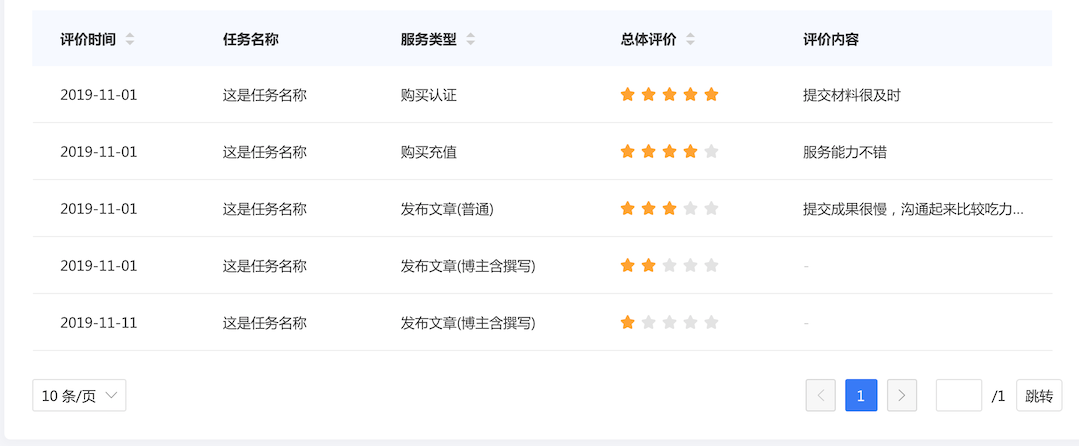 评价时间 任务名称 服务类型 总体评价 评价内容
2019-11-01 这是任务名称 购买认证 提交材料很及时
2019-11-01 这是任务名称 购买充值 服务能力不错
2019-11-01 这是任务名称 发布文章(普通) 提交成果很慢，沟通起来比较吃力...
2019-11-01 这是任务名称 发布文章(博主含撰写) -
2019-11-11 这是任务名称 发布文章(博主含撰写) -
10 条/页 1 /1 跳转